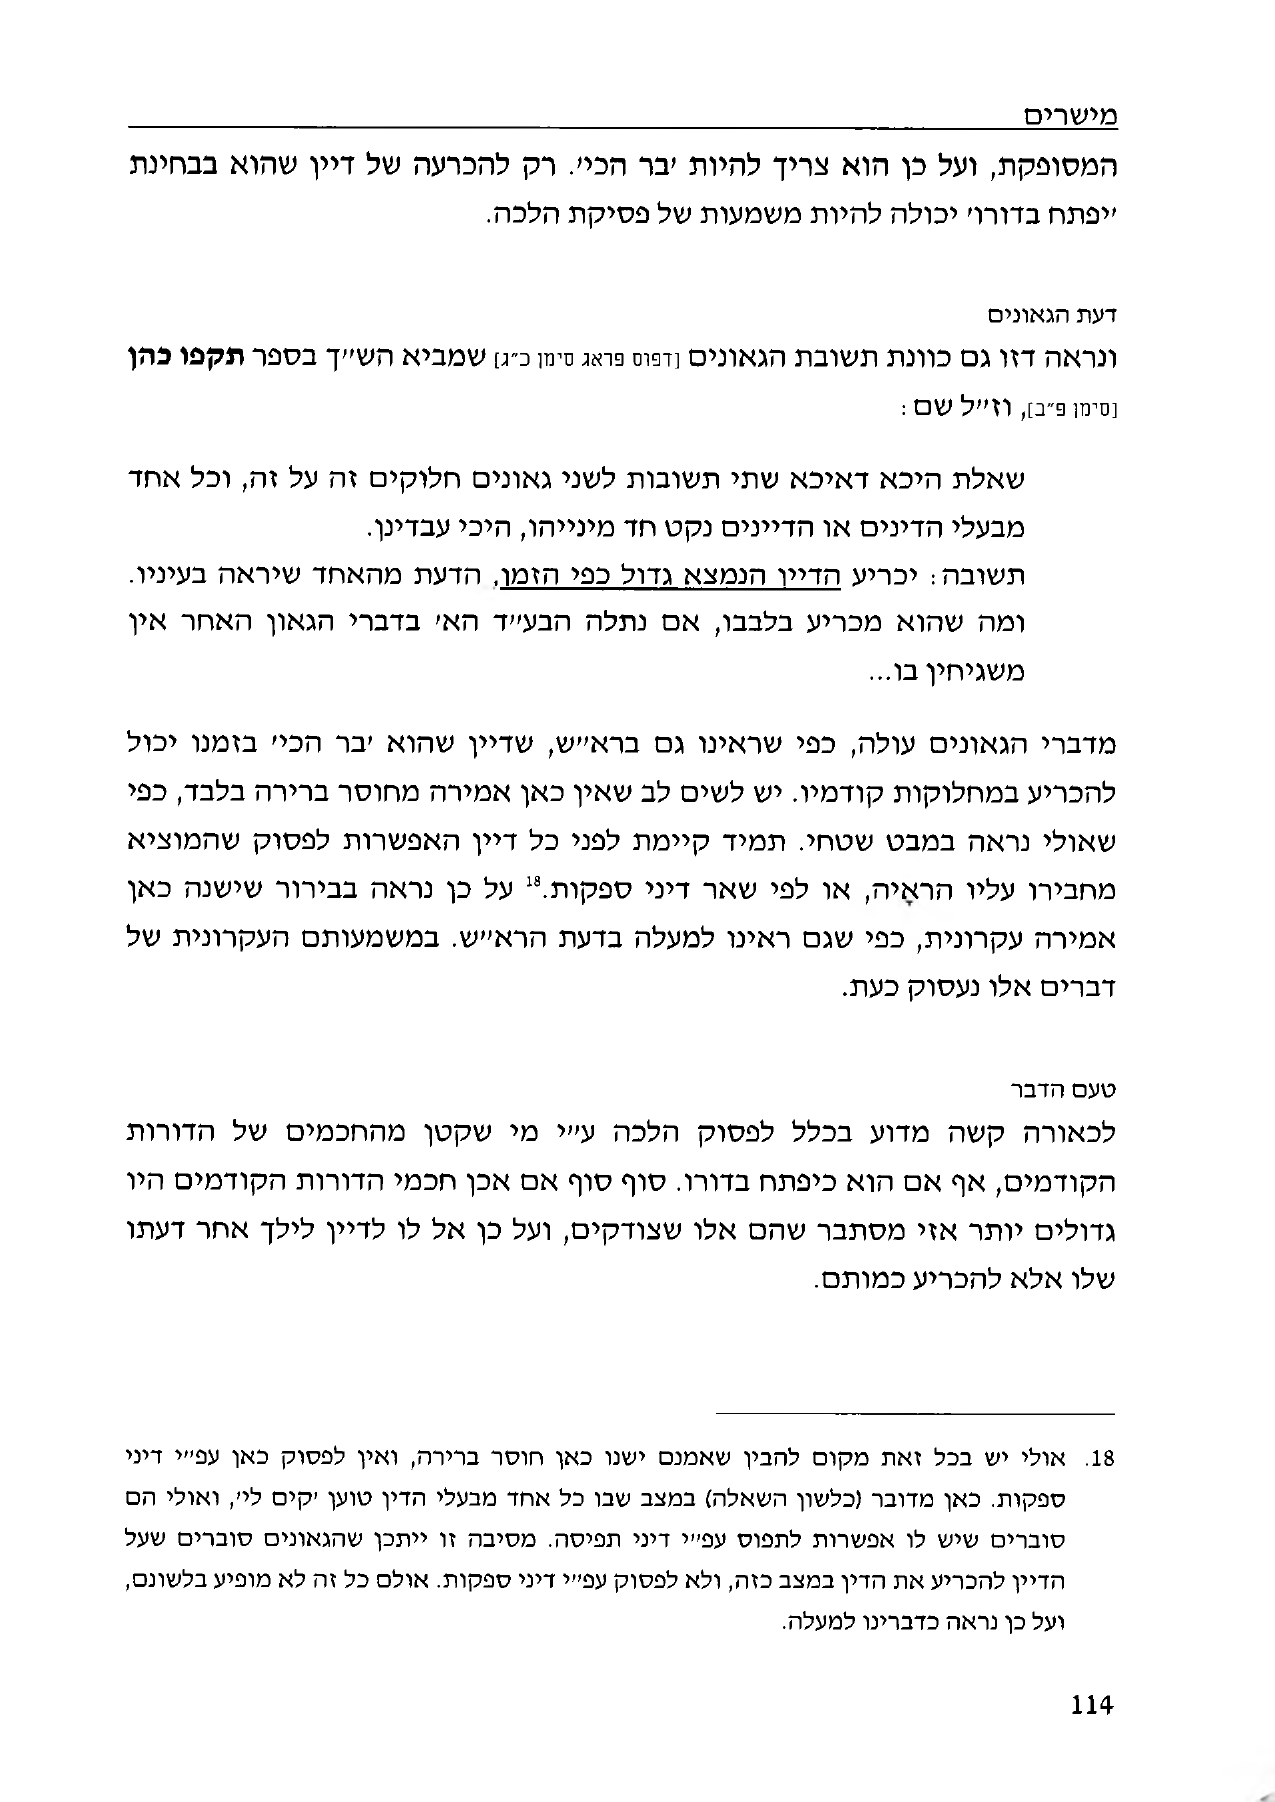 מישרים
המסופקת, ועל כן הוא צריך להיות 'בר הכי'. רק להכרעה של דיין שהוא בבחינת
'יפתח בדורו' יכולה להיות משמעות של פסיקת הלכה.
דעת הגאונים
ונראה דזו גם כוונת תשובת הגאונים [דפוס פראג סימן כ"ג] שמביא הש"ך בספר תקפו כהן
[סימן פ"ב], וז"ל שם:
שאלת היכא דאיכא שתי תשובות לשני גאונים חלוקים זה על זה, וכל אחד
מבעלי הדינים או הדיינים נקט חד מינייהו, היכי עבדינן.
תשובה: יכריע הדיין הנמצא גדול כפי הזמן, הדעת מהאחד שיראה בעיניו.
ומה שהוא מכריע בלבבו, אם נתלה הבע"ד הא' בדברי הגאון האחר אין
משגיחין בו...
מדברי הגאונים עולה, כפי שראינו גם ברא"ש, שדיין שהוא 'בר הכי' בזמנו יכול
להכריע במחלוקות קודמיו. יש לשים לב שאין כאן אמירה מחוסר ברירה בלבד, כפי
שאולי נראה במבט שטחי. תמיד קיימת לפני כל דיין האפשרות לפסוק שהמוציא
מחבירו עליו הראיה, או לפי שאר דיני ספקות.18 על כן נראה בבירור שישנה כאן
אמירה עקרונית, כפי שגם ראינו למעלה בדעת הרא"ש. במשמעותם העקרונית של
דברים אלו נעסוק כעת.
טעם הדבר
לכאורה קשה מדוע בכלל לפסוק הלכה ע"י מי שקטן מהחכמים של הדורות
הקודמים, אף אם הוא כיפתח בדורו. סוף סוף אם אכן חכמי הדורות הקודמים היו
גדולים יותר אזי מסתבר שהם אלו שצודקים, ועל כן אל לו לדיין לילך אחר דעתו
שלו אלא להכריע כמותם.
18. אולי יש בכל זאת מקום להבין שאמנם ישנו כאן חוסר ברירה, ואין לפסוק כאן עפ"י דיני
ספקות. כאן מדובר (כלשון השאלה) במצב שבו כל אחד מבעלי הדין טוען 'קים לי', ואולי הם
סוברים שיש לו אפשרות לתפוס עפ"י דיני תפיסה. מסיבה זו ייתכן שהגאונים סוברים שעל
הדיין להכריע את הדין במצב כזה, ולא לפסוק עפ"י דיני ספקות. אולם כל זה לא מופיע בלשונם,
ועל כן נראה כדברינו למעלה.
114